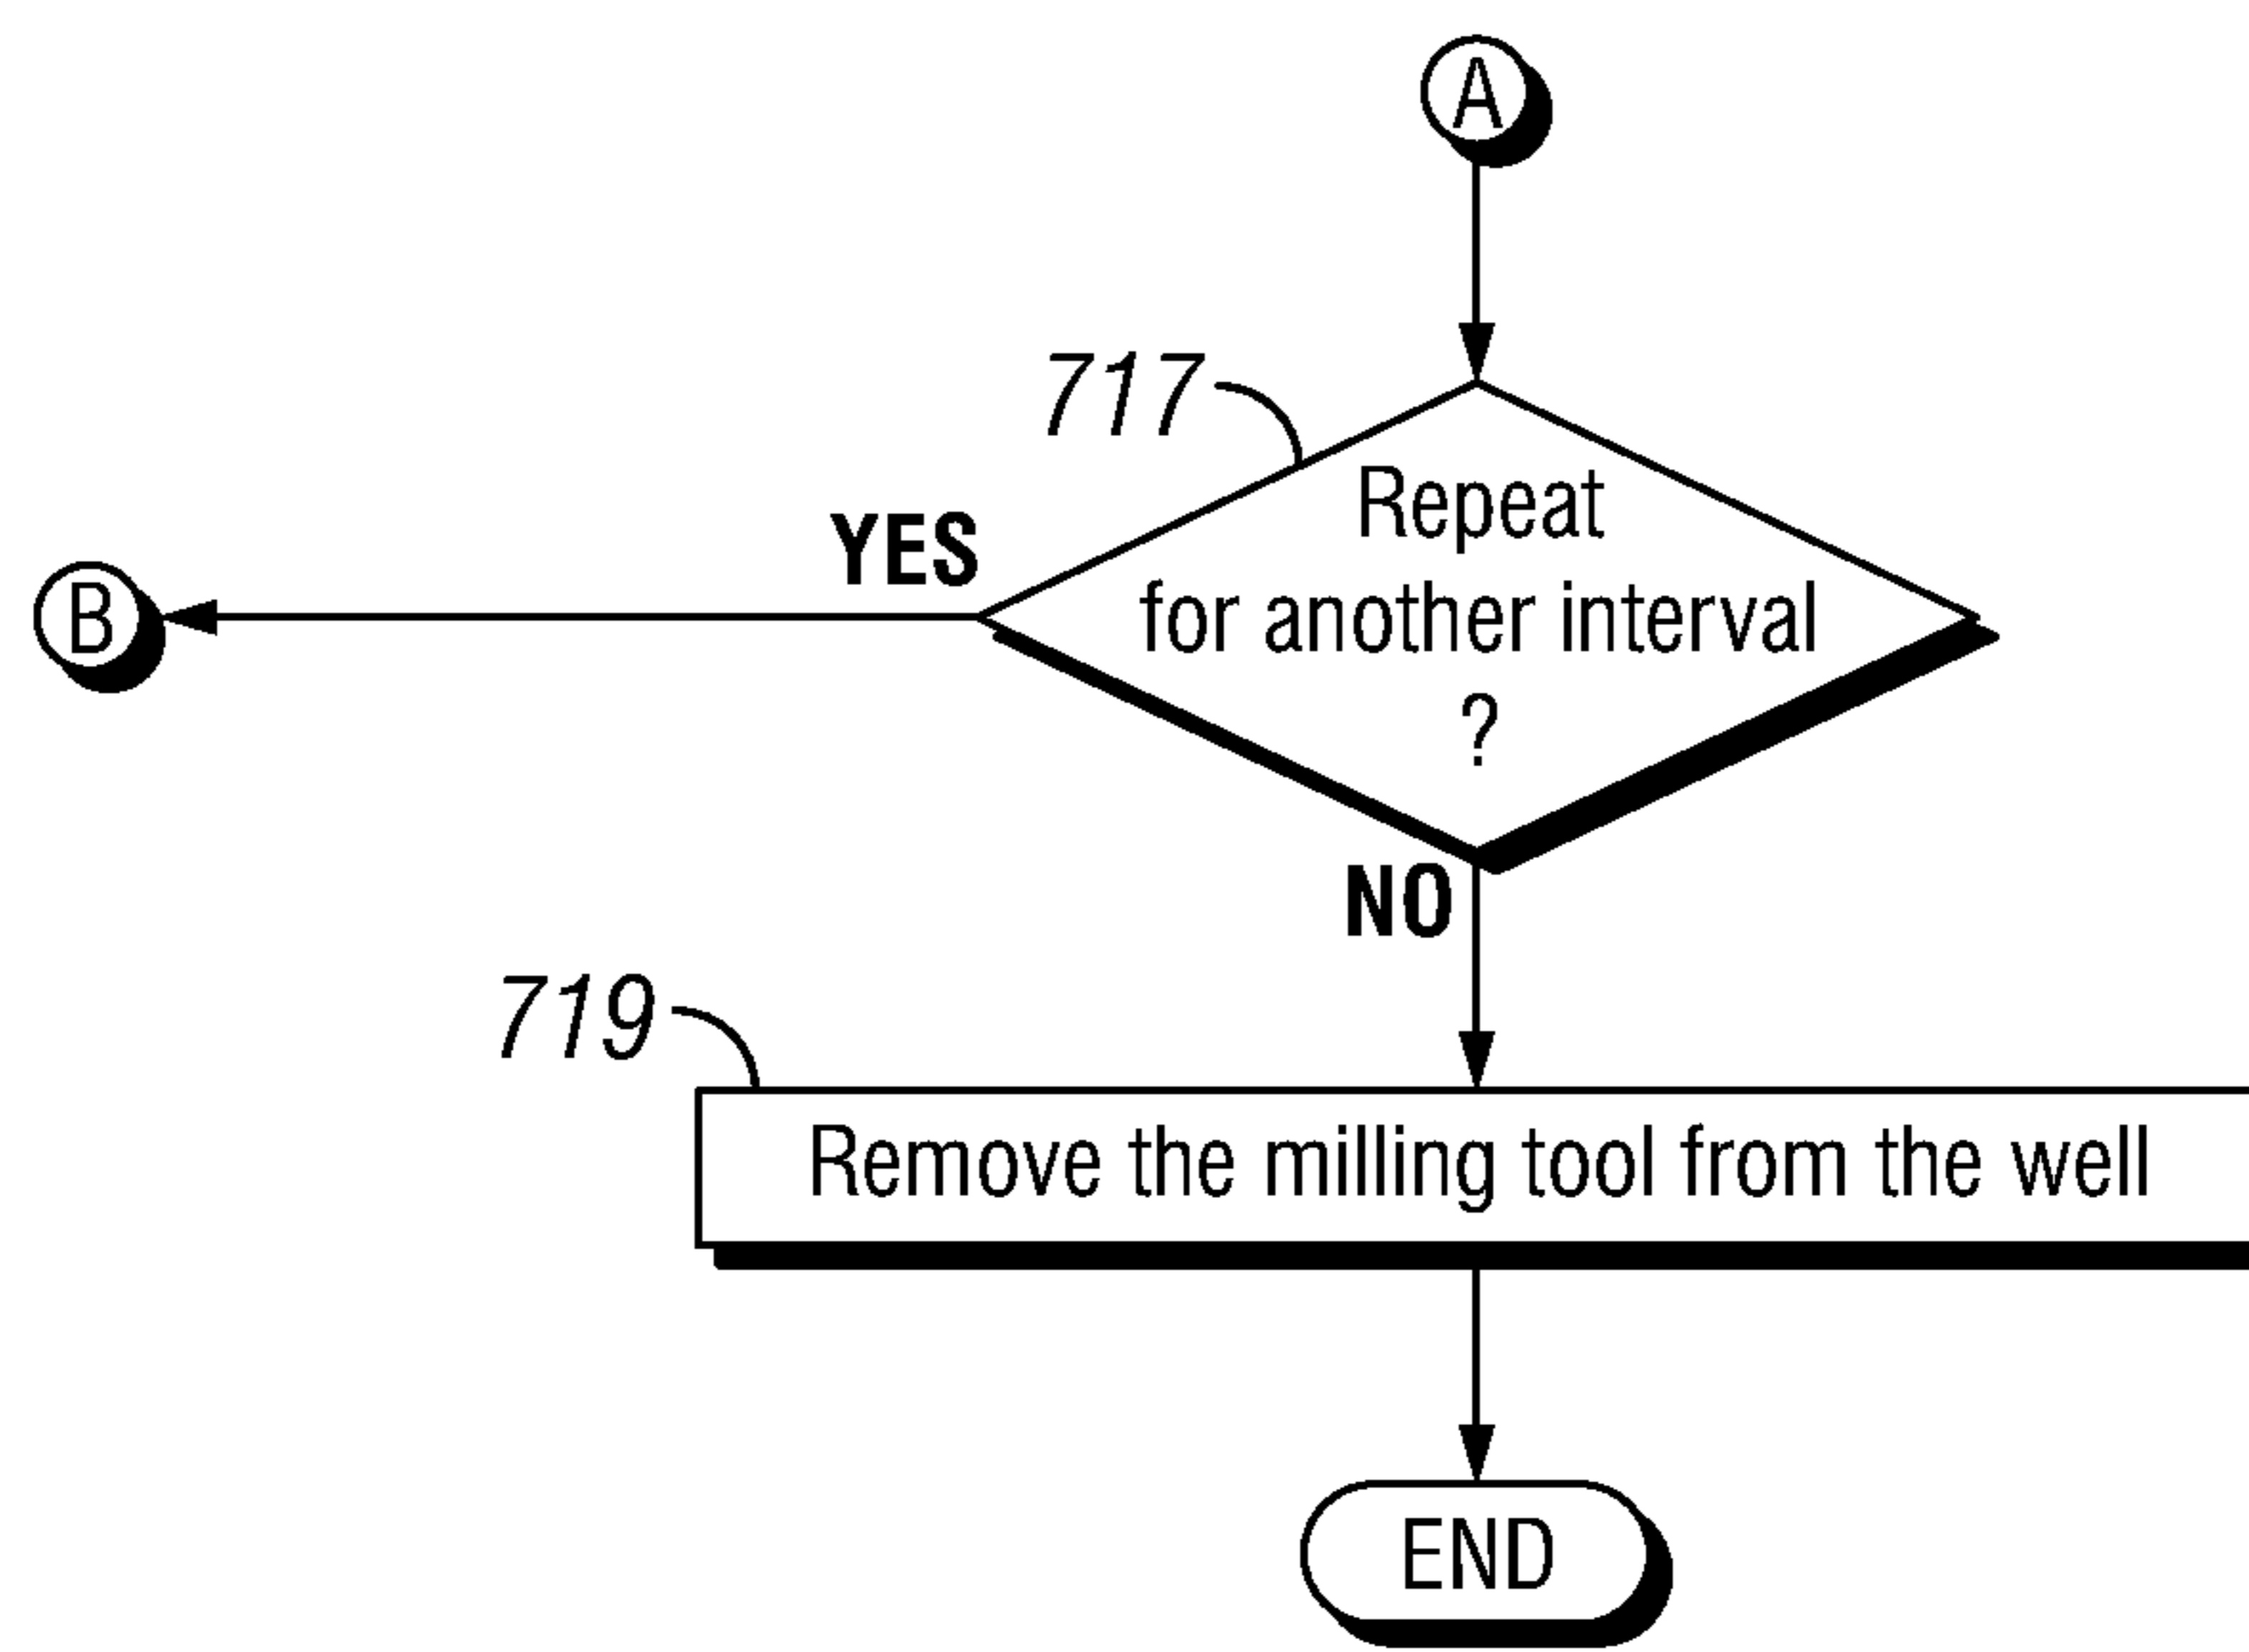 A
717
Repeat
for another interval
?
YES
B
NO
719
Remove the milling tool from the well
END